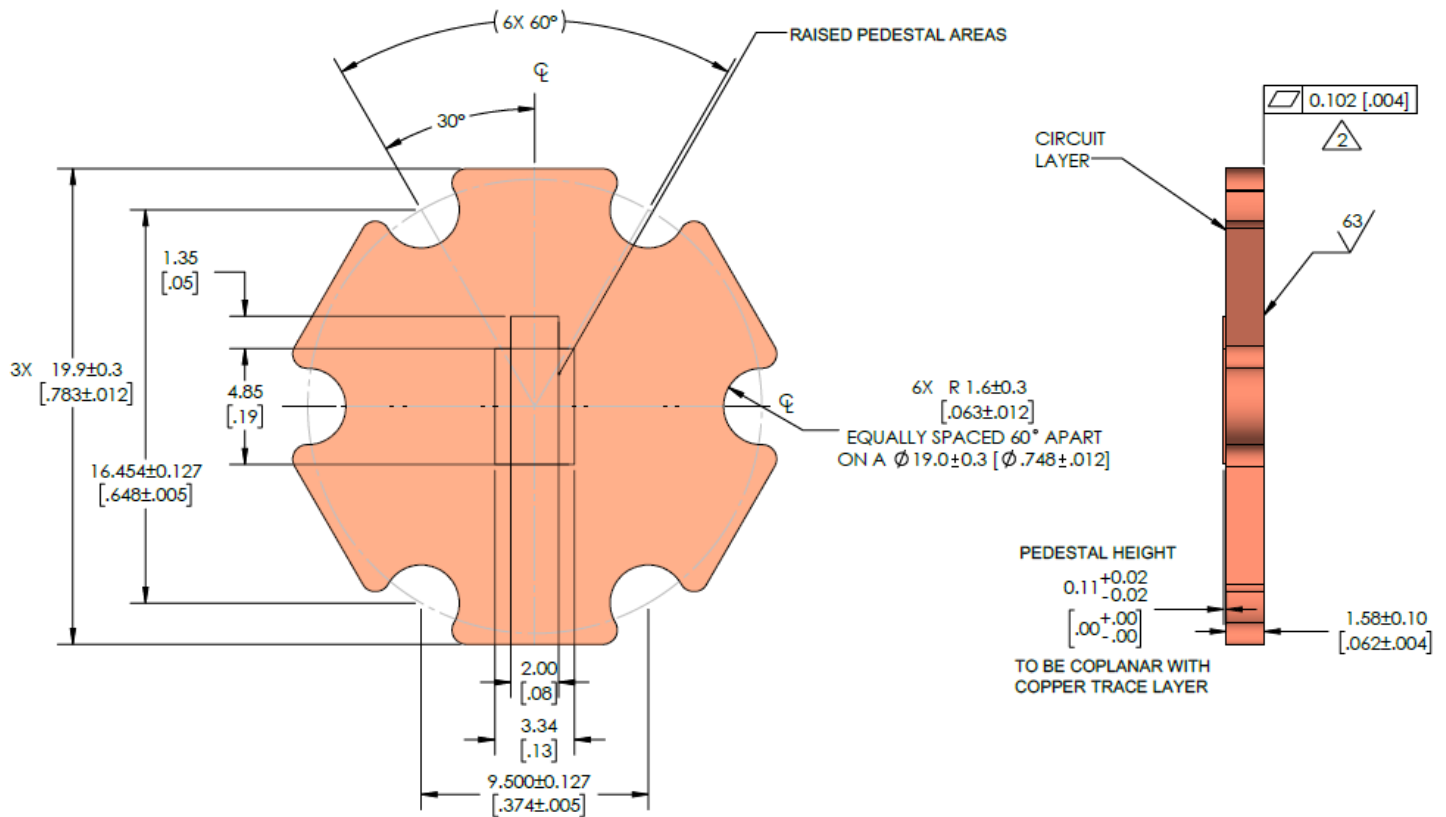 (6X 60°)
RAISED PEDESTAL AREAS
℄
30°
0.102 [.004]
2
CIRCUIT
LAYER
63
1.35
[.05]
3X 19.9±0.3
[.783±.012]
4.85
[.19]
16.454±0.127
[.648±.005]
℄
6X R 1.6±0.3
[.063±.012]
EQUALLY SPACED 60° APART
ON A Ø 19.0±0.3 [Ø .748±.012]
PEDESTAL HEIGHT
0.11 +0.02
-0.02
[.00 +.00
-.00]
TO BE COPLANAR WITH
COPPER TRACE LAYER
1.58±0.10
[.062±.004]
2.00
[.08]
3.34
[.13]
9.500±0.127
[.374±.005]